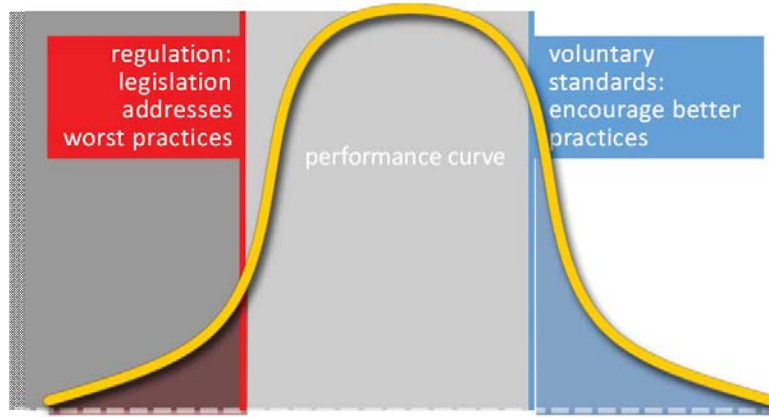 regulation:
legislation
addresses
worst practices
performance curve
voluntary
standards:
encourage better
practices